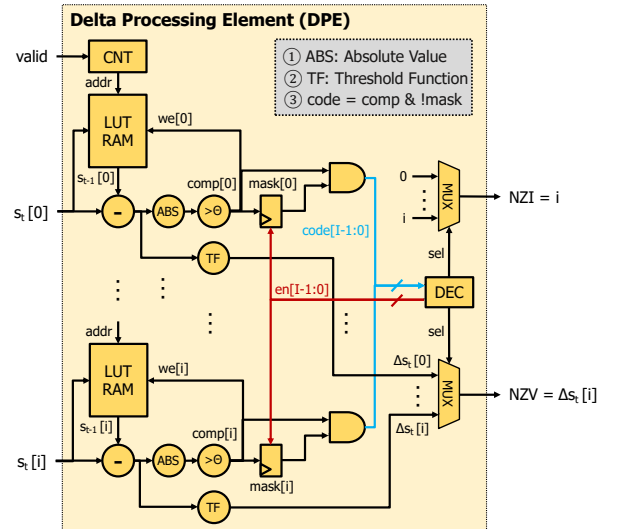 Delta Processing Element (DPE)
① ABS: Absolute Value
② TF: Threshold Function
③ code = comp & !mask
valid
CNT
addr
LUT
RAM
we[0]
sₜ₋₁[0]
comp[0]
mask[0]
sₜ[0]
-
ABS
>Θ
TF
code[I-1:0]
0
i
MUX
NZI = i
sel
en[I-1:0]
DEC
sel
addr
LUT
RAM
we[i]
sₜ₋₁[i]
comp[i]
mask[i]
sₜ[i]
-
ABS
>Θ
TF
Δsₜ[0]
Δsₜ[i]
MUX
NZV = Δsₜ[i]